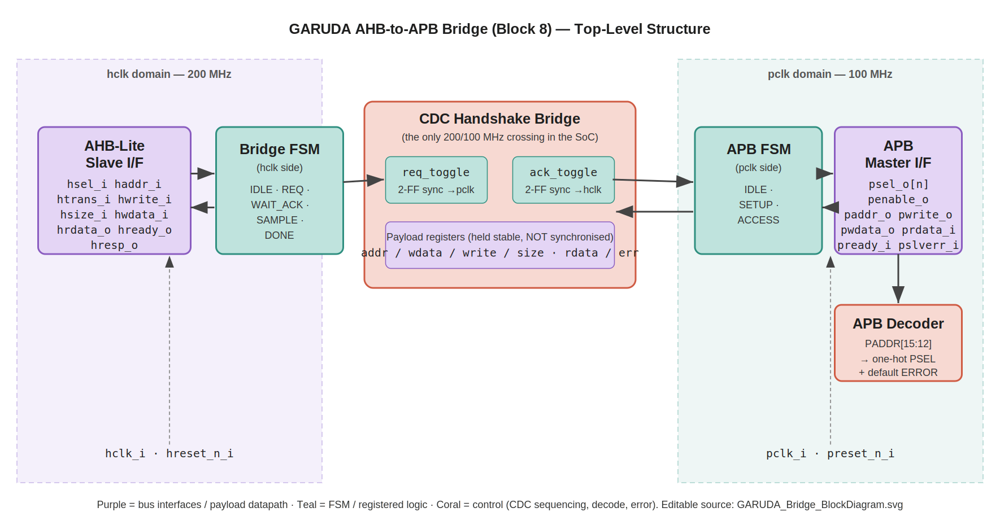 GARUDA AHB-to-APB Bridge (Block 8) — Top-Level Structure
hclk domain — 200 MHz
AHB-Lite
Slave I/F
hsel_i haddr_i
htrans_i hwrite_i
hsize_i hwdata_i
hrdata_o hready_o
hresp_o
Bridge FSM
(hclk side)
IDLE · REQ ·
WAIT_ACK ·
SAMPLE ·
DONE
hclk_i · hreset_n_i
CDC Handshake Bridge
(the only 200/100 MHz crossing in the SoC)
req_toggle
2-FF sync →pclk
ack_toggle
2-FF sync →hclk
Payload registers (held stable, NOT synchronised)
addr / wdata / write / size · rdata / err
pclk domain — 100 MHz
APB FSM
(pclk side)
IDLE ·
SETUP ·
ACCESS
APB
Master I/F
psel_o[n]
penable_o
paddr_o pwrite_o
pwdata_o prdata_i
pready_i pslverr_i
APB Decoder
PADDR[15:12]
→ one-hot PSEL
+ default ERROR
pclk_i · preset_n_i
Purple = bus interfaces / payload datapath · Teal = FSM / registered logic · Coral = control (CDC sequencing, decode, error). Editable source: GARUDA_Bridge_BlockDiagram.svg